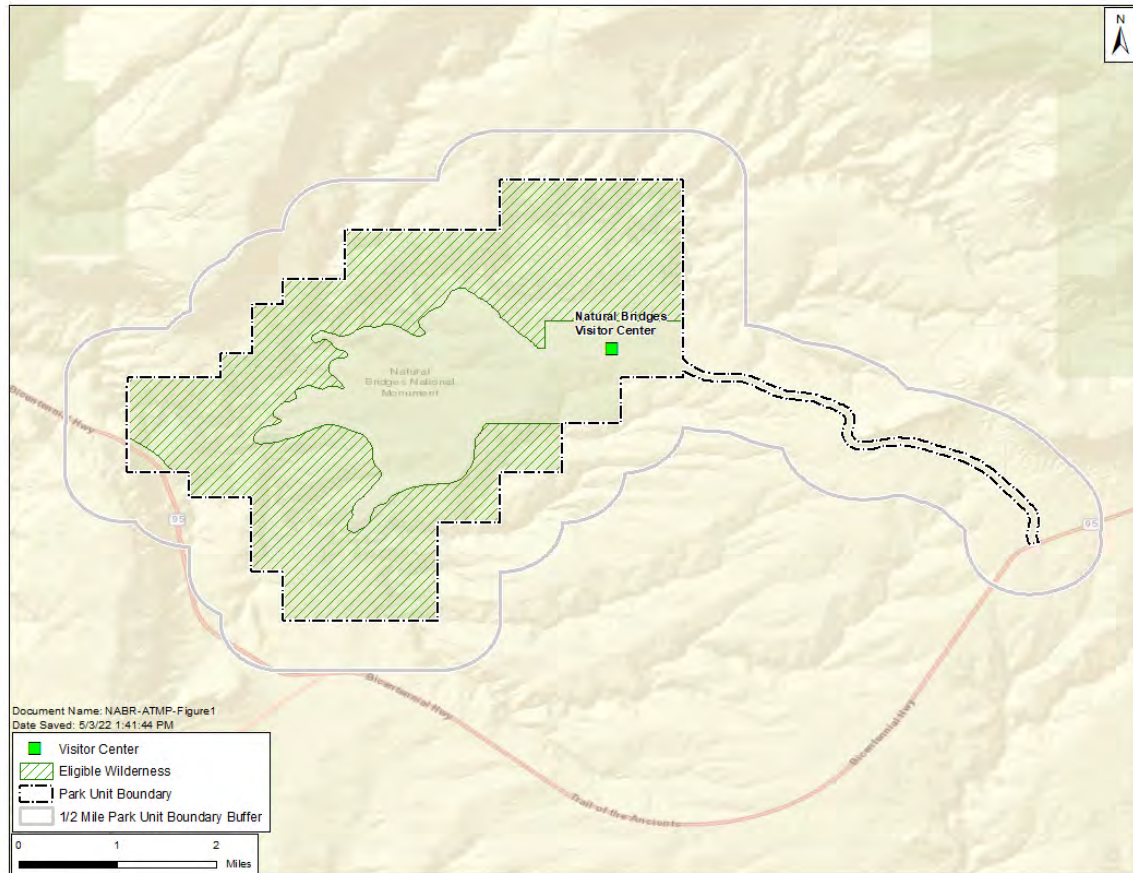 N
Natural Bridges
Visitor Center
Natural
Bridges National
Monument
Bicentennial Hwy
95
95
Bicentennial Hwy
Bicentennial Hwy
Trail of the Ancients
Document Name: NABR-ATMP-Figure1
Date Saved: 5/3/22 1:41:44 PM
Visitor Center
Eligible Wilderness
Park Unit Boundary
1/2 Mile Park Unit Boundary Buffer
0 1 2
Miles